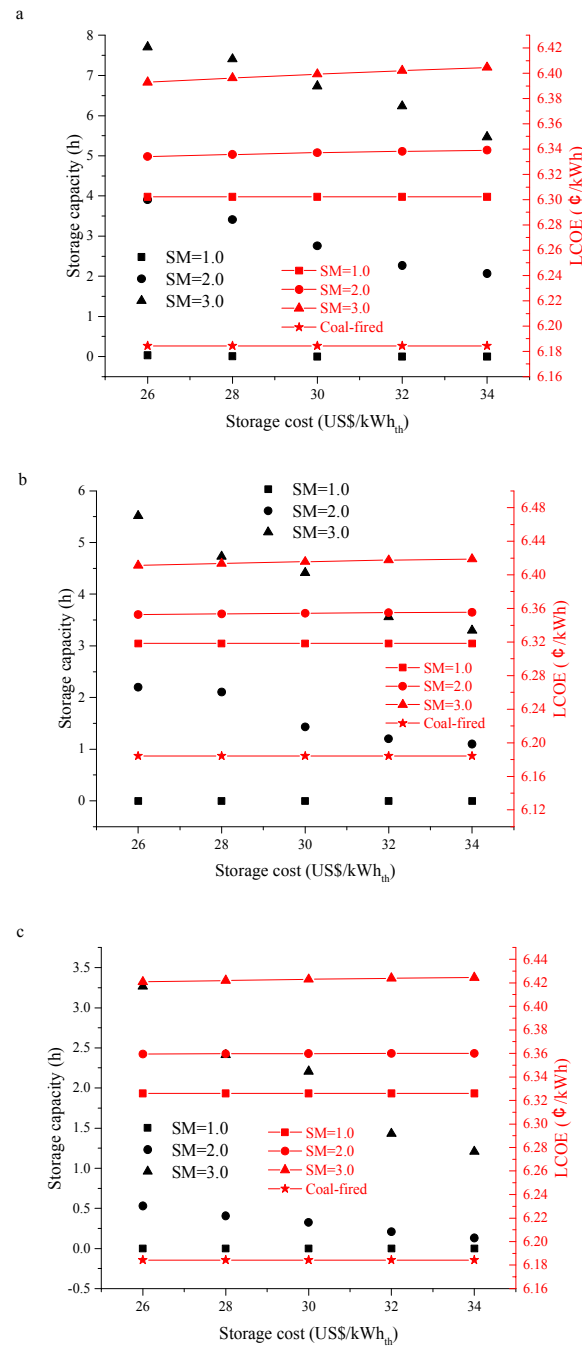 a
8
7
6
5
4
3
2
1
0
Storage capacity (h)
SM=1.0
SM=2.0
SM=3.0
SM=1.0
SM=2.0
SM=3.0
Coal-fired
6.42
6.40
6.38
6.36
6.34
6.32
6.30
6.28
6.26
6.24
6.22
6.20
6.18
6.16
LCOE (¢/kWh)
26 28 30 32 34
Storage cost (US$/kWhth)
b
6
5
4
3
2
1
0
Storage capacity (h)
SM=1.0
SM=2.0
SM=3.0
SM=1.0
SM=2.0
SM=3.0
Coal-fired
6.48
6.44
6.40
6.36
6.32
6.28
6.24
6.20
6.16
6.12
LCOE (¢/kWh)
26 28 30 32 34
Storage cost (US$/kWhth)
c
3.5
3.0
2.5
2.0
1.5
1.0
0.5
0.0
-0.5
Storage capacity (h)
SM=1.0
SM=2.0
SM=3.0
SM=1.0
SM=2.0
SM=3.0
Coal-fired
6.44
6.42
6.40
6.38
6.36
6.34
6.32
6.30
6.28
6.26
6.24
6.22
6.20
6.18
6.16
LCOE (¢/kWh)
26 28 30 32 34
Storage cost (US$/kWhth)